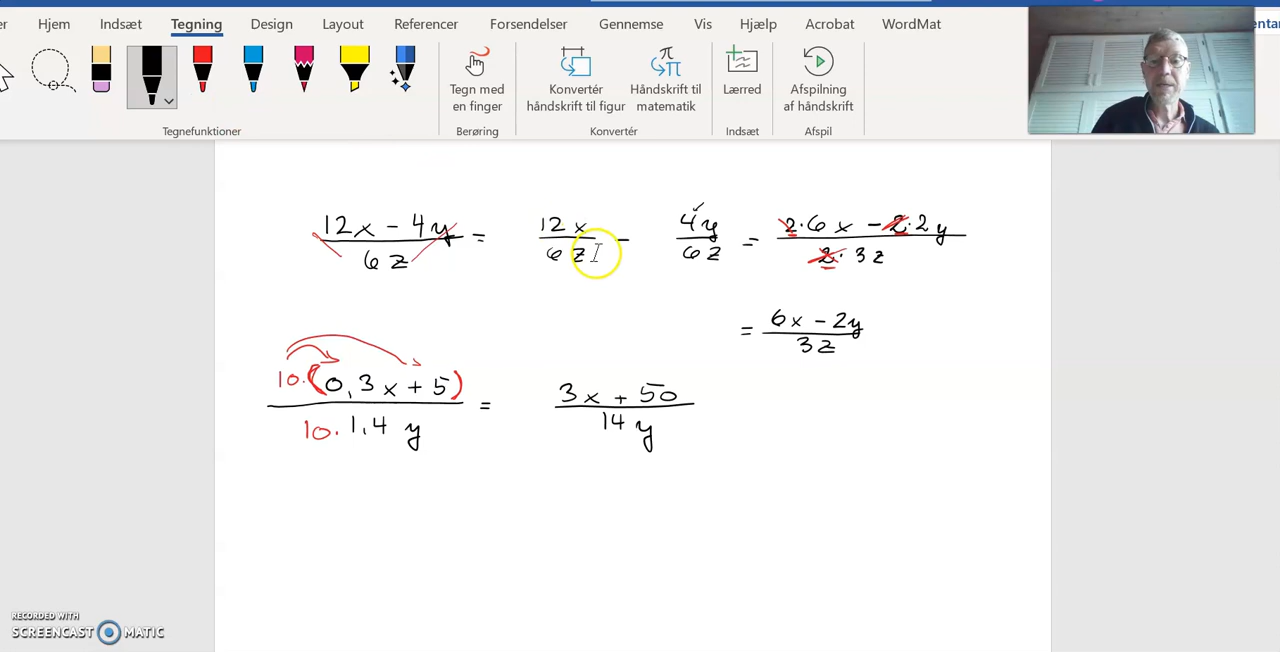 Hjem Indsæt Tegning Design Layout Referencer Forsendelser Gennemse Vis Hjælp Acrobat WordMat
Tegn med en finger
Konvertér håndskrift til figur
Håndskrift til matematik
Lærred
Afspilning af håndskrift
Tegnefunktioner Berøring Konvertér Indsæt Afspil
12x - 4y = 12x - 4y = 2·6x - 2·2y
6z 6z 6z 2·3z
= 6x - 2y
3z
10·(0,3x + 5) = 3x + 50
10·1,4 y 14 y
RECORDED WITH
SCREENCAST MATIC